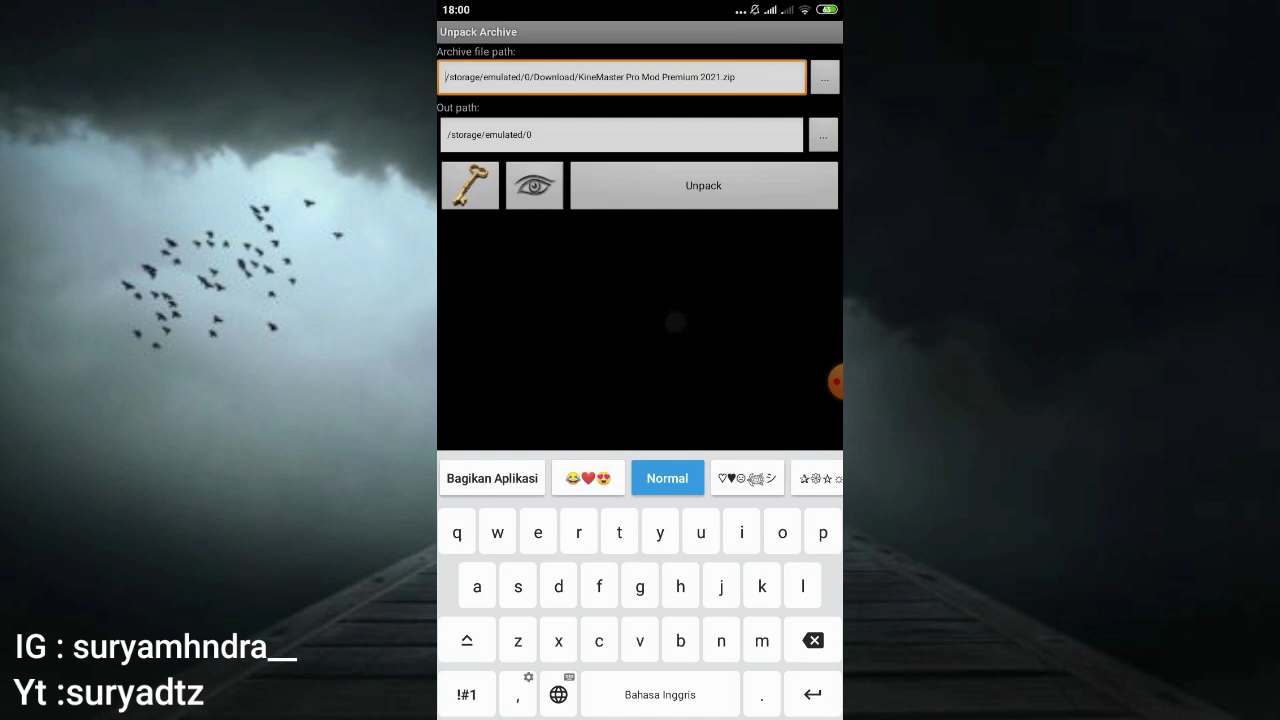 18:00
63
Unpack Archive
Archive file path:
/storage/emulated/0/Download/KineMaster Pro Mod Premium 2021.zip
...
Out path:
/storage/emulated/0
...
Unpack
Bagikan Aplikasi
😂❤️😍
Normal
q w e r t y u i o p
a s d f g h j k l
z x c v b n m
!#1 , Bahasa Inggris .
IG : suryamhndra__
Yt :suryadtz